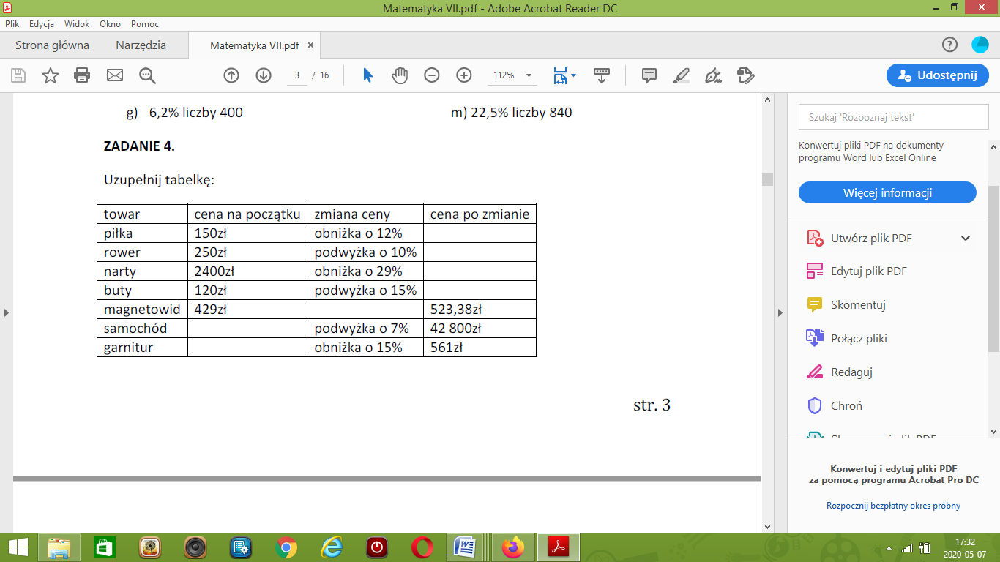 Matematyka VII.pdf - Adobe Acrobat Reader DC
Plik Edycja Widok Okno Pomoc
Strona główna Narzędzia Matematyka VII.pdf ×
3 / 16 112% Udostępnij
g) 6,2% liczby 400 m) 22,5% liczby 840
ZADANIE 4.
Uzupełnij tabelkę:
towar cena na początku zmiana ceny cena po zmianie
piłka 150zł obniżka o 12%
rower 250zł podwyżka o 10%
narty 2400zł obniżka o 29%
buty 120zł podwyżka o 15%
magnetowid 429zł 523,38zł
samochód podwyżka o 7% 42 800zł
garnitur obniżka o 15% 561zł
str. 3
Szukaj 'Rozpoznaj tekst'
Konwertuj pliki PDF na dokumenty
programu Word lub Excel Online
Więcej informacji
Utwórz plik PDF
Edytuj plik PDF
Skomentuj
Połącz pliki
Redaguj
Chroń
Konwertuj i edytuj pliki PDF
za pomocą programu Acrobat Pro DC
Rozpocznij bezpłatny okres próbny
17:32
2020-05-07